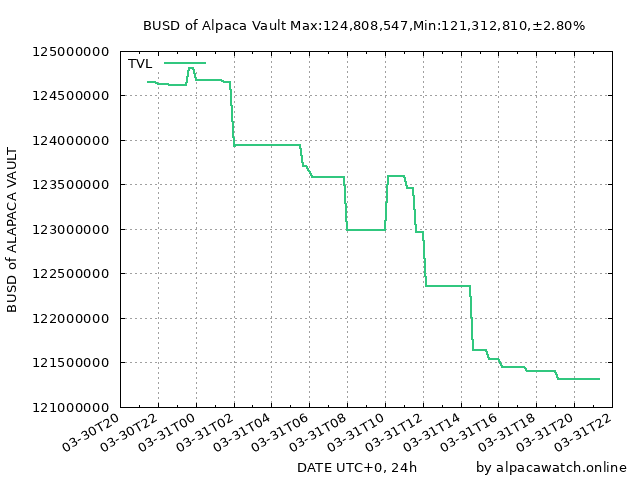 BUSD of Alpaca Vault Max:124,808,547,Min:121,312,810,±2.80%
TVL
125000000
124500000
124000000
123500000
123000000
122500000
122000000
121500000
121000000
BUSD of ALAPACA VAULT
03-30T20
03-30T22
03-31T00
03-31T02
03-31T04
03-31T06
03-31T08
03-31T10
03-31T12
03-31T14
03-31T16
03-31T18
03-31T20
03-31T22
DATE UTC+0, 24h
by alpacawatch.online